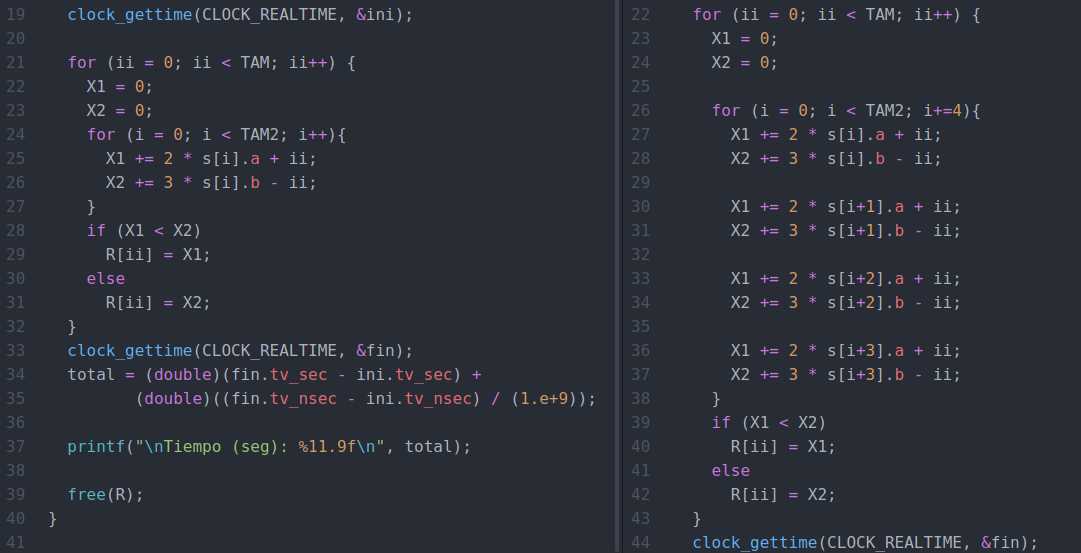 19 clock_gettime(CLOCK_REALTIME, &ini);
20
21 for (ii = 0; ii < TAM; ii++) {
22 X1 = 0;
23 X2 = 0;
24 for (i = 0; i < TAM2; i++){
25 X1 += 2 * s[i].a + ii;
26 X2 += 3 * s[i].b - ii;
27 }
28 if (X1 < X2)
29 R[ii] = X1;
30 else
31 R[ii] = X2;
32 }
33 clock_gettime(CLOCK_REALTIME, &fin);
34 total = (double)(fin.tv_sec - ini.tv_sec) +
35 (double)((fin.tv_nsec - ini.tv_nsec) / (1.e+9));
36
37 printf("\nTiempo (seg): %11.9f\n", total);
38
39 free(R);
40 }
41
22 for (ii = 0; ii < TAM; ii++) {
23 X1 = 0;
24 X2 = 0;
25
26 for (i = 0; i < TAM2; i+=4){
27 X1 += 2 * s[i].a + ii;
28 X2 += 3 * s[i].b - ii;
29
30 X1 += 2 * s[i+1].a + ii;
31 X2 += 3 * s[i+1].b - ii;
32
33 X1 += 2 * s[i+2].a + ii;
34 X2 += 3 * s[i+2].b - ii;
35
36 X1 += 2 * s[i+3].a + ii;
37 X2 += 3 * s[i+3].b - ii;
38 }
39 if (X1 < X2)
40 R[ii] = X1;
41 else
42 R[ii] = X2;
43 }
44 clock_gettime(CLOCK_REALTIME, &fin);